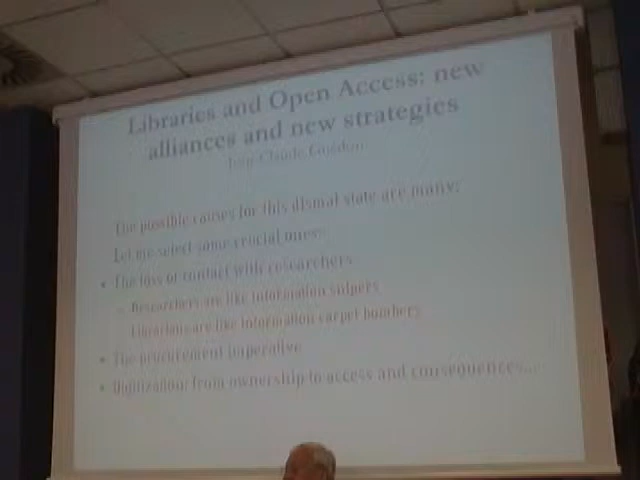 Libraries and Open Access: new
alliances and new strategies
Jean-Claude Guédon
The possible causes for this dismal state are many:
Let me select some crucial ones:
• The loss of contact with researchers
– Researchers are like information snipers
– Librarians are like information carpet bombers
• The procurement imperative
• Digitization: from ownership to access and consequences...